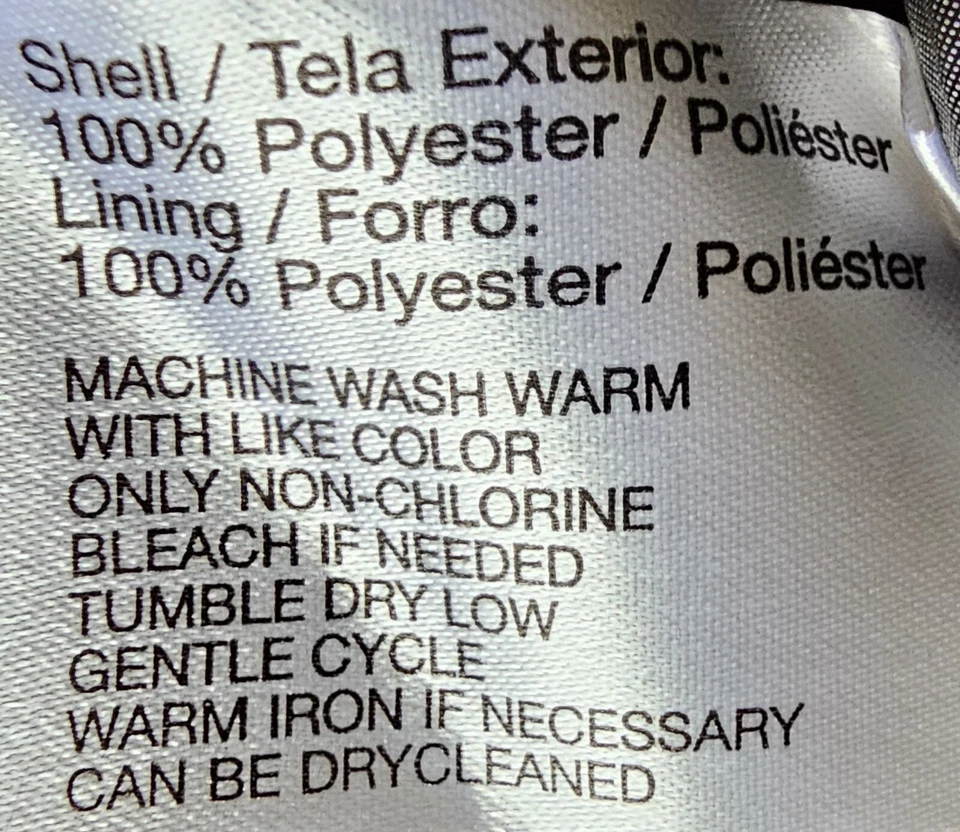 Shell / Tela Exterior:
100% Polyester / Poliéster
Lining / Forro:
100% Polyester / Poliéster
MACHINE WASH WARM
WITH LIKE COLOR
ONLY NON-CHLORINE
BLEACH IF NEEDED
TUMBLE DRY LOW
GENTLE CYCLE
WARM IRON IF NECESSARY
CAN BE DRYCLEANED